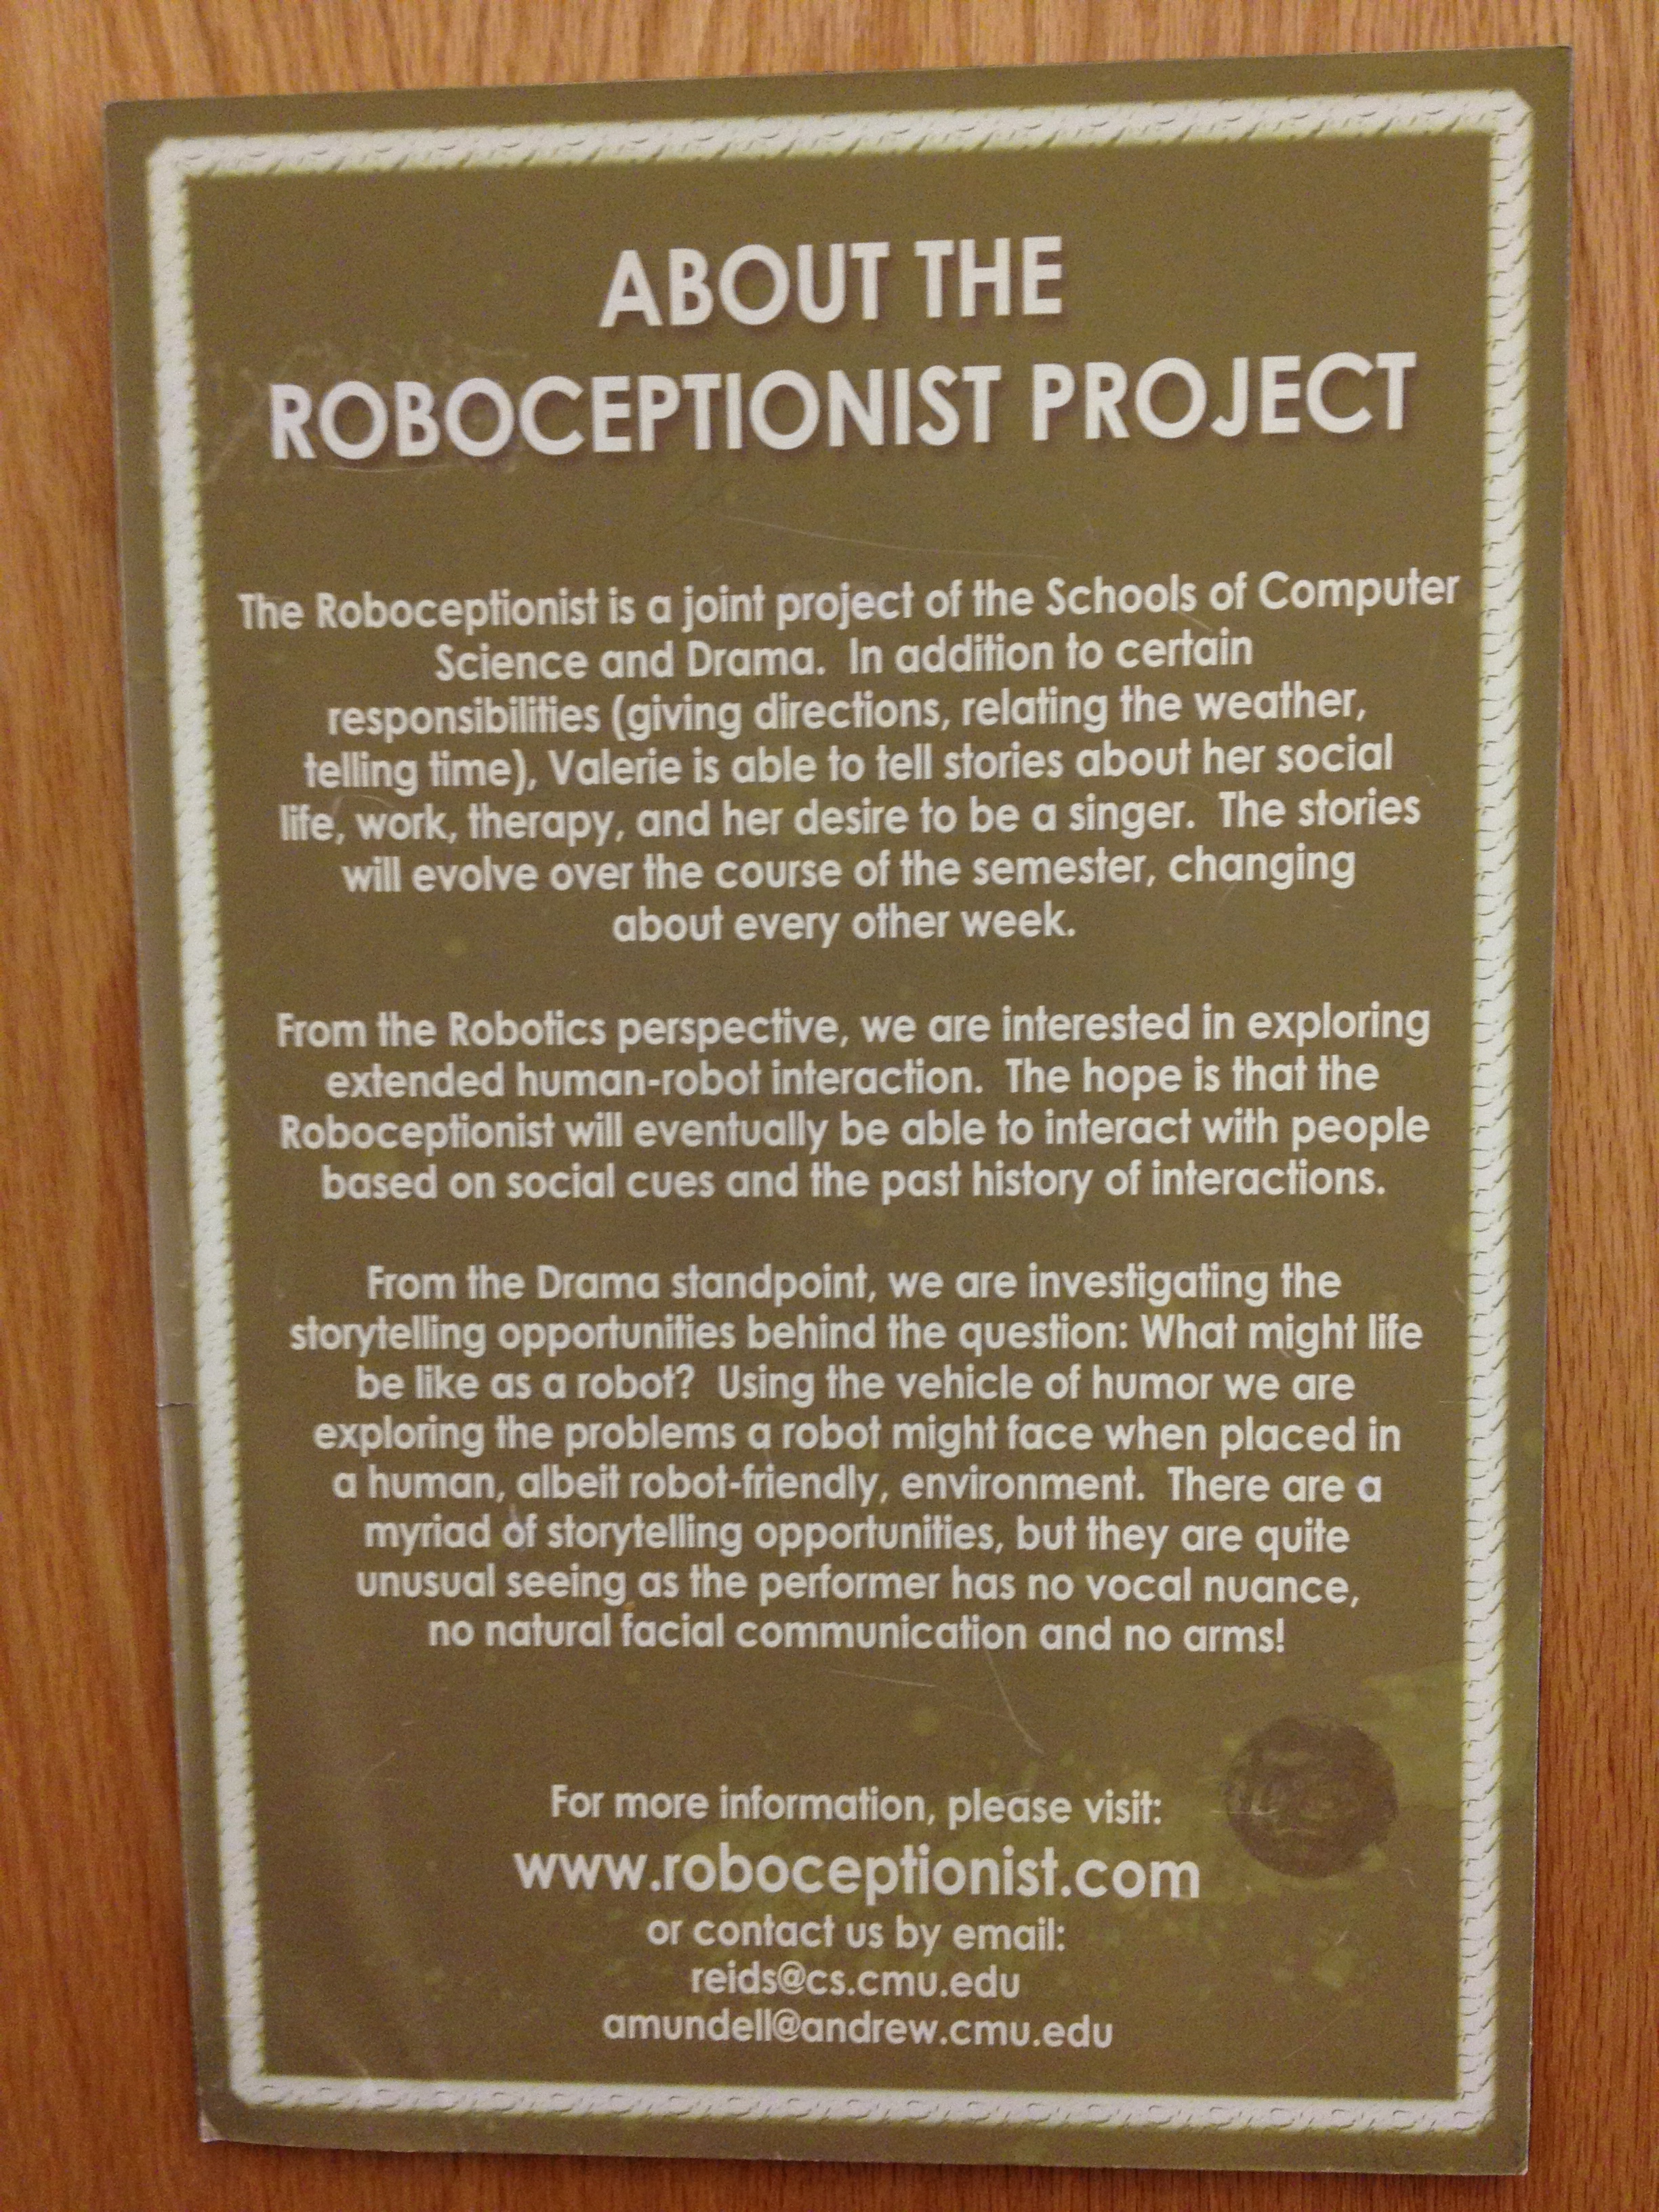 ABOUT THE
ROBOCEPTIONIST PROJECT
The Roboceptionist is a joint project of the Schools of Computer
Science and Drama.  In addition to certain
responsibilities (giving directions, relating the weather,
telling time), Valerie is able to tell stories about her social
life, work, therapy, and her desire to be a singer.  The stories
will evolve over the course of the semester, changing
about every other week.
From the Robotics perspective, we are interested in exploring
extended human-robot interaction.  The hope is that the
Roboceptionist will eventually be able to interact with people
based on social cues and the past history of interactions.
From the Drama standpoint, we are investigating the
storytelling opportunities behind the question: What might life
be like as a robot?  Using the vehicle of humor we are
exploring the problems a robot might face when placed in
a human, albeit robot-friendly, environment.  There are a
myriad of storytelling opportunities, but they are quite
unusual seeing as the performer has no vocal nuance,
no natural facial communication and no arms!
For more information, please visit:
www.roboceptionist.com
or contact us by email:
reids@cs.cmu.edu
amundell@andrew.cmu.edu